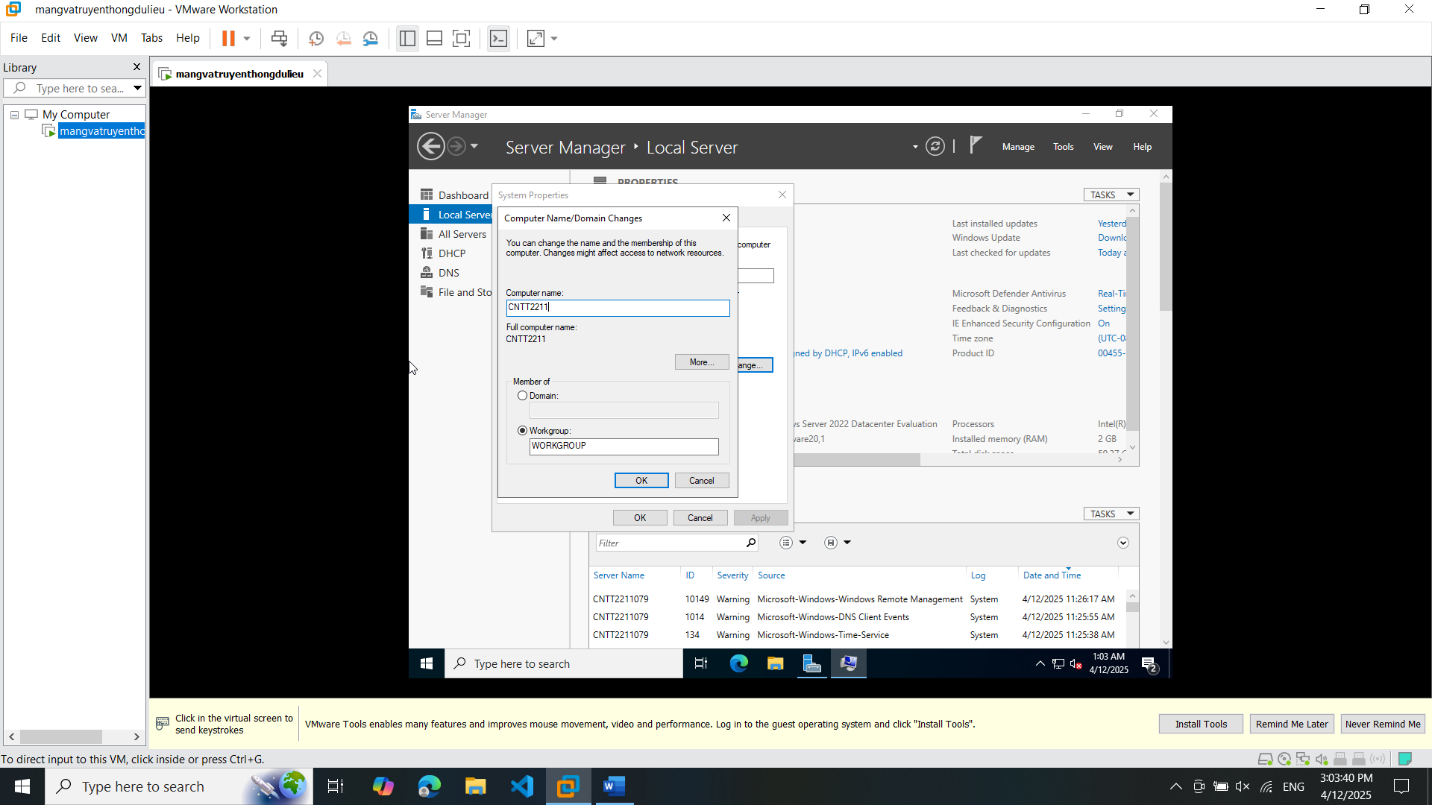 mangvatruyenthongdulieu - VMware Workstation
File Edit View VM Tabs Help
Library
mangvatruyenthongdulieu
Type here to sea...
My Computer
mangvatruyenthc
Server Manager
Server Manager Local Server
Manage Tools View Help
Dashboard
Local Server
All Servers
DHCP
DNS
File and Sto
PROPERTIES
TASKS
System Properties
computer
ange...
OK Cancel Apply
Computer Name/Domain Changes
You can change the name and the membership of this
computer. Changes might affect access to network resources.
Computer name:
CNTT2211
Full computer name:
CNTT2211
More...
Member of
Domain:
Workgroup:
WORKGROUP
OK Cancel
Last installed updates Yesterd
Windows Update Downlc
Last checked for updates Today a
Microsoft Defender Antivirus Real-Ti
Feedback & Diagnostics Setting
IE Enhanced Security Configuration On
Time zone (UTC-0
ned by DHCP, IPv6 enabled Product ID 00455-
vs Server 2022 Datacenter Evaluation Processors Intel(R)
ware20,1 Installed memory (RAM) 2 GB
TASKS
Filter
Server Name ID Severity Source Log Date and Time
CNTT2211079 10149 Warning Microsoft-Windows-Windows Remote Management System 4/12/2025 11:26:17 AM
CNTT2211079 1014 Warning Microsoft-Windows-DNS Client Events System 4/12/2025 11:25:55 AM
CNTT2211079 134 Warning Microsoft-Windows-Time-Service System 4/12/2025 11:25:38 AM
Type here to search
1:03 AM
4/12/2025
2
Click in the virtual screen to
send keystrokes
VMware Tools enables many features and improves mouse movement, video and performance. Log in to the guest operating system and click "Install Tools".
Install Tools Remind Me Later Never Remind Me
To direct input to this VM, click inside or press Ctrl+G.
Type here to search
ENG
3:03:40 PM
4/12/2025